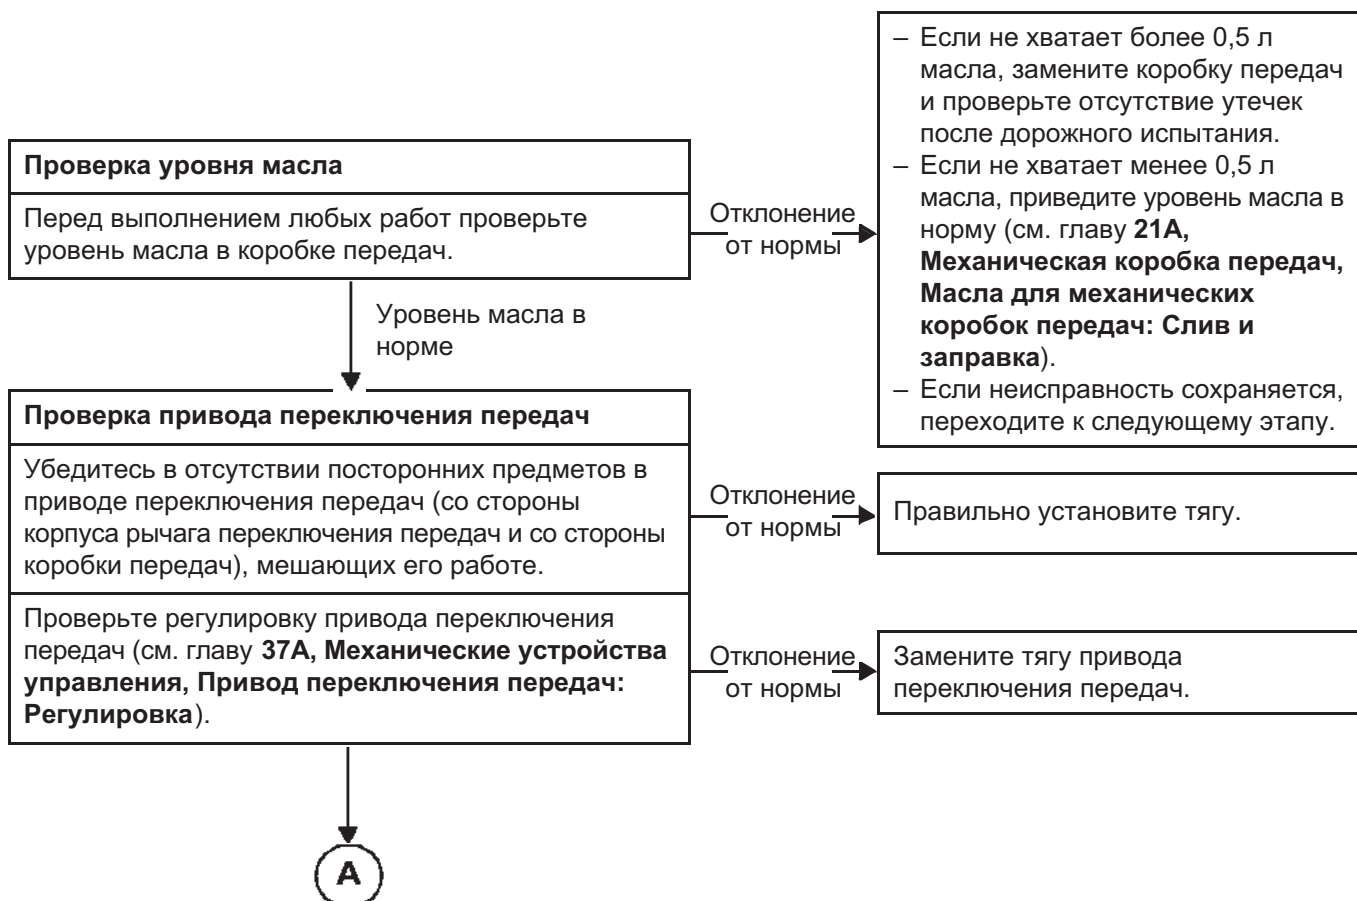 – Если не хватает более 0,5 л
масла, замените коробку передач
и проверьте отсутствие утечек
после дорожного испытания.
– Если не хватает менее 0,5 л
масла, приведите уровень масла в
норму (см. главу 21A,
Механическая коробка передач,
Масла для механических
коробок передач: Слив и
заправка).
– Если неисправность сохраняется,
переходите к следующему этапу.
Проверка уровня масла
Перед выполнением любых работ проверьте
уровень масла в коробке передач.
Отклонение
от нормы
Уровень масла в
норме
Проверка привода переключения передач
Убедитесь в отсутствии посторонних предметов в
приводе переключения передач (со стороны
корпуса рычага переключения передач и со стороны
коробки передач), мешающих его работе.
Отклонение
от нормы
Правильно установите тягу.
Проверьте регулировку привода переключения
передач (см. главу 37A, Механические устройства
управления, Привод переключения передач:
Регулировка).
Отклонение
от нормы
Замените тягу привода
переключения передач.
A